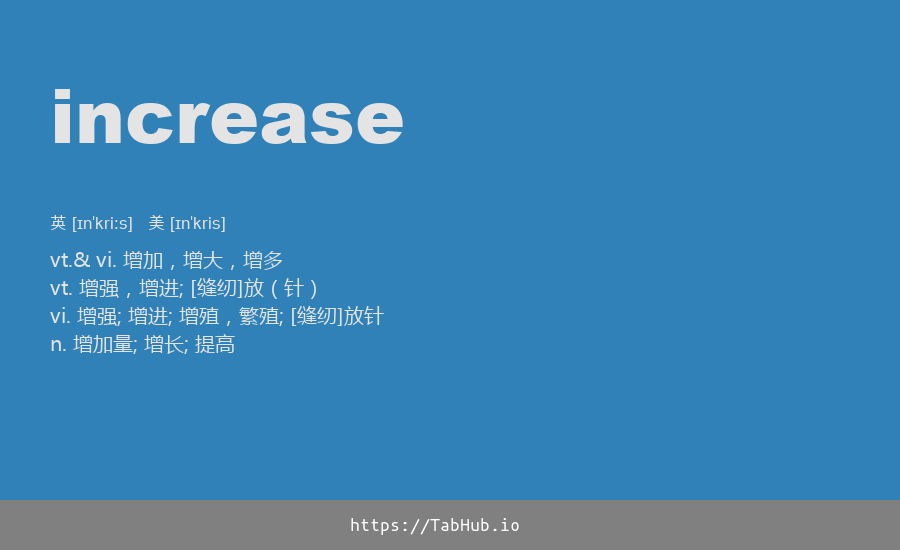 increase
英 [ɪnˈkriːs]   美 [ɪnˈkris]
vt.& vi. 增加，增大，增多
vt. 增强，增进; [缝纫]放（针）
vi. 增强; 增进; 增殖，繁殖; [缝纫]放针
n. 增加量; 增长; 提高
https://TabHub.io